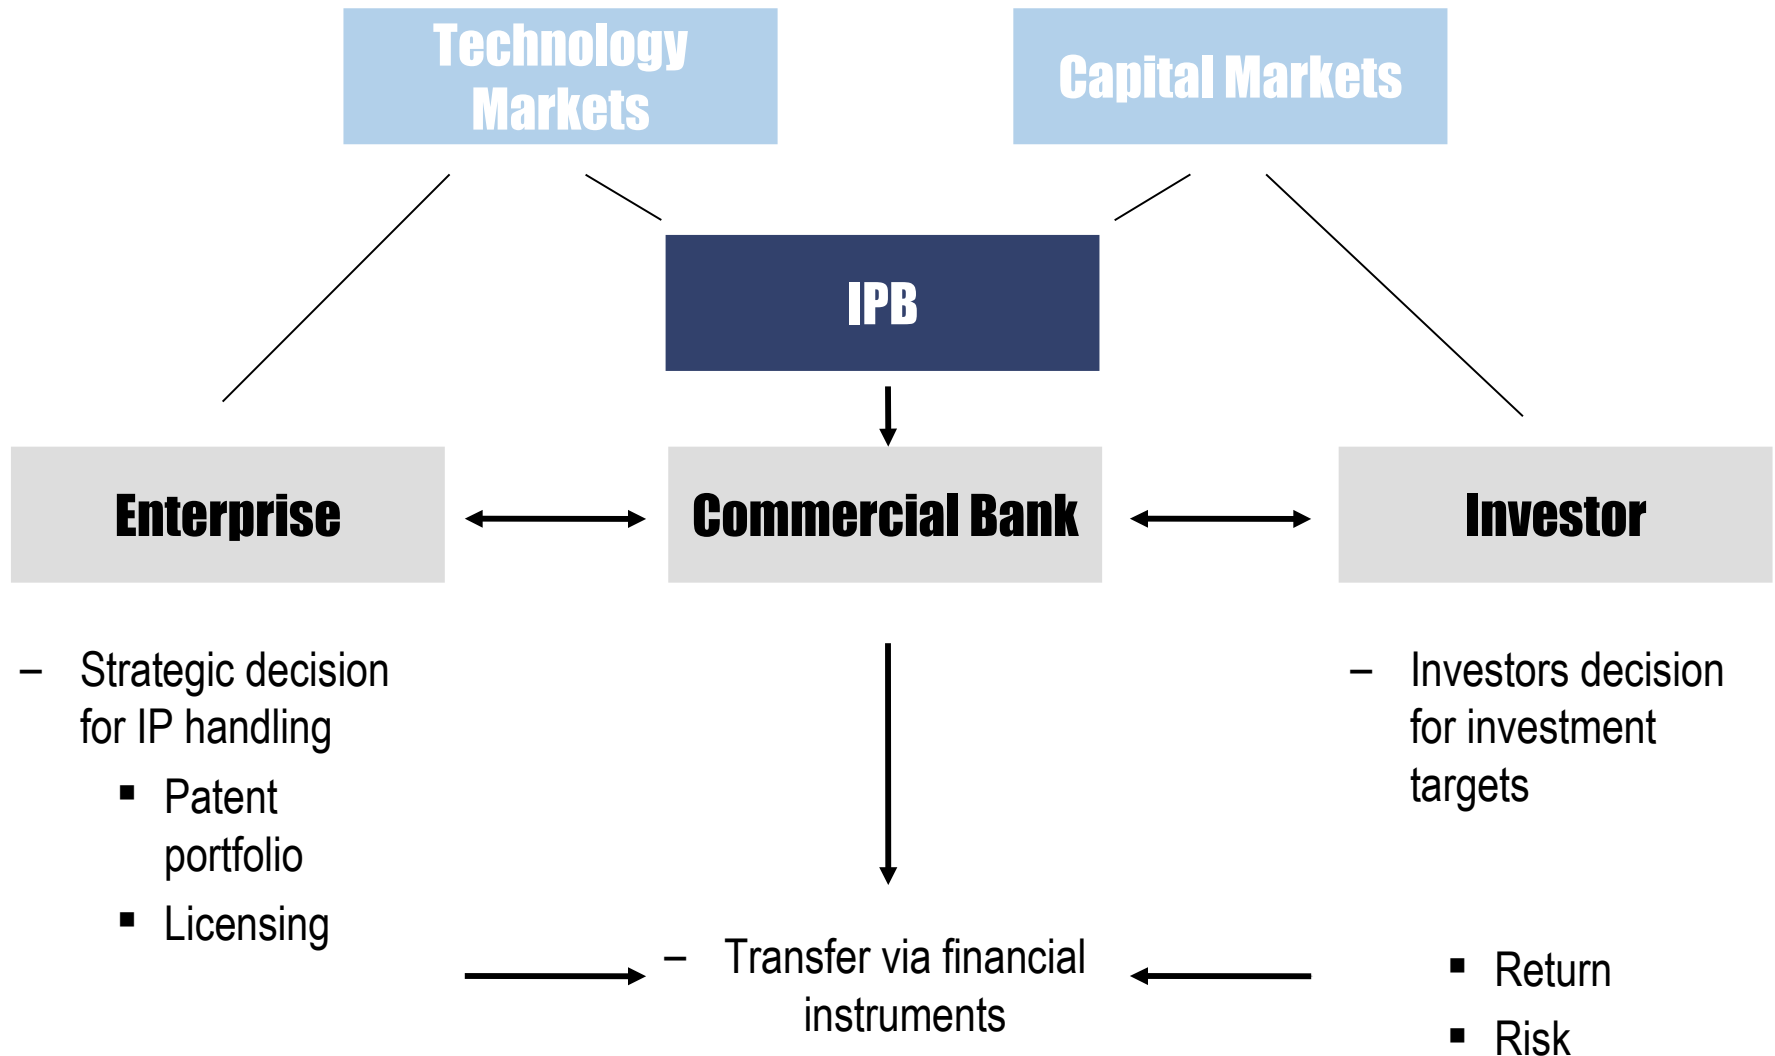 Technology
Markets
Capital Markets
IPB
Enterprise
Commercial Bank
Investor
– Strategic decision
for IP handling
▪ Patent
portfolio
▪ Licensing
– Transfer via financial
instruments
– Investors decision
for investment
targets
▪ Return
▪ Risk